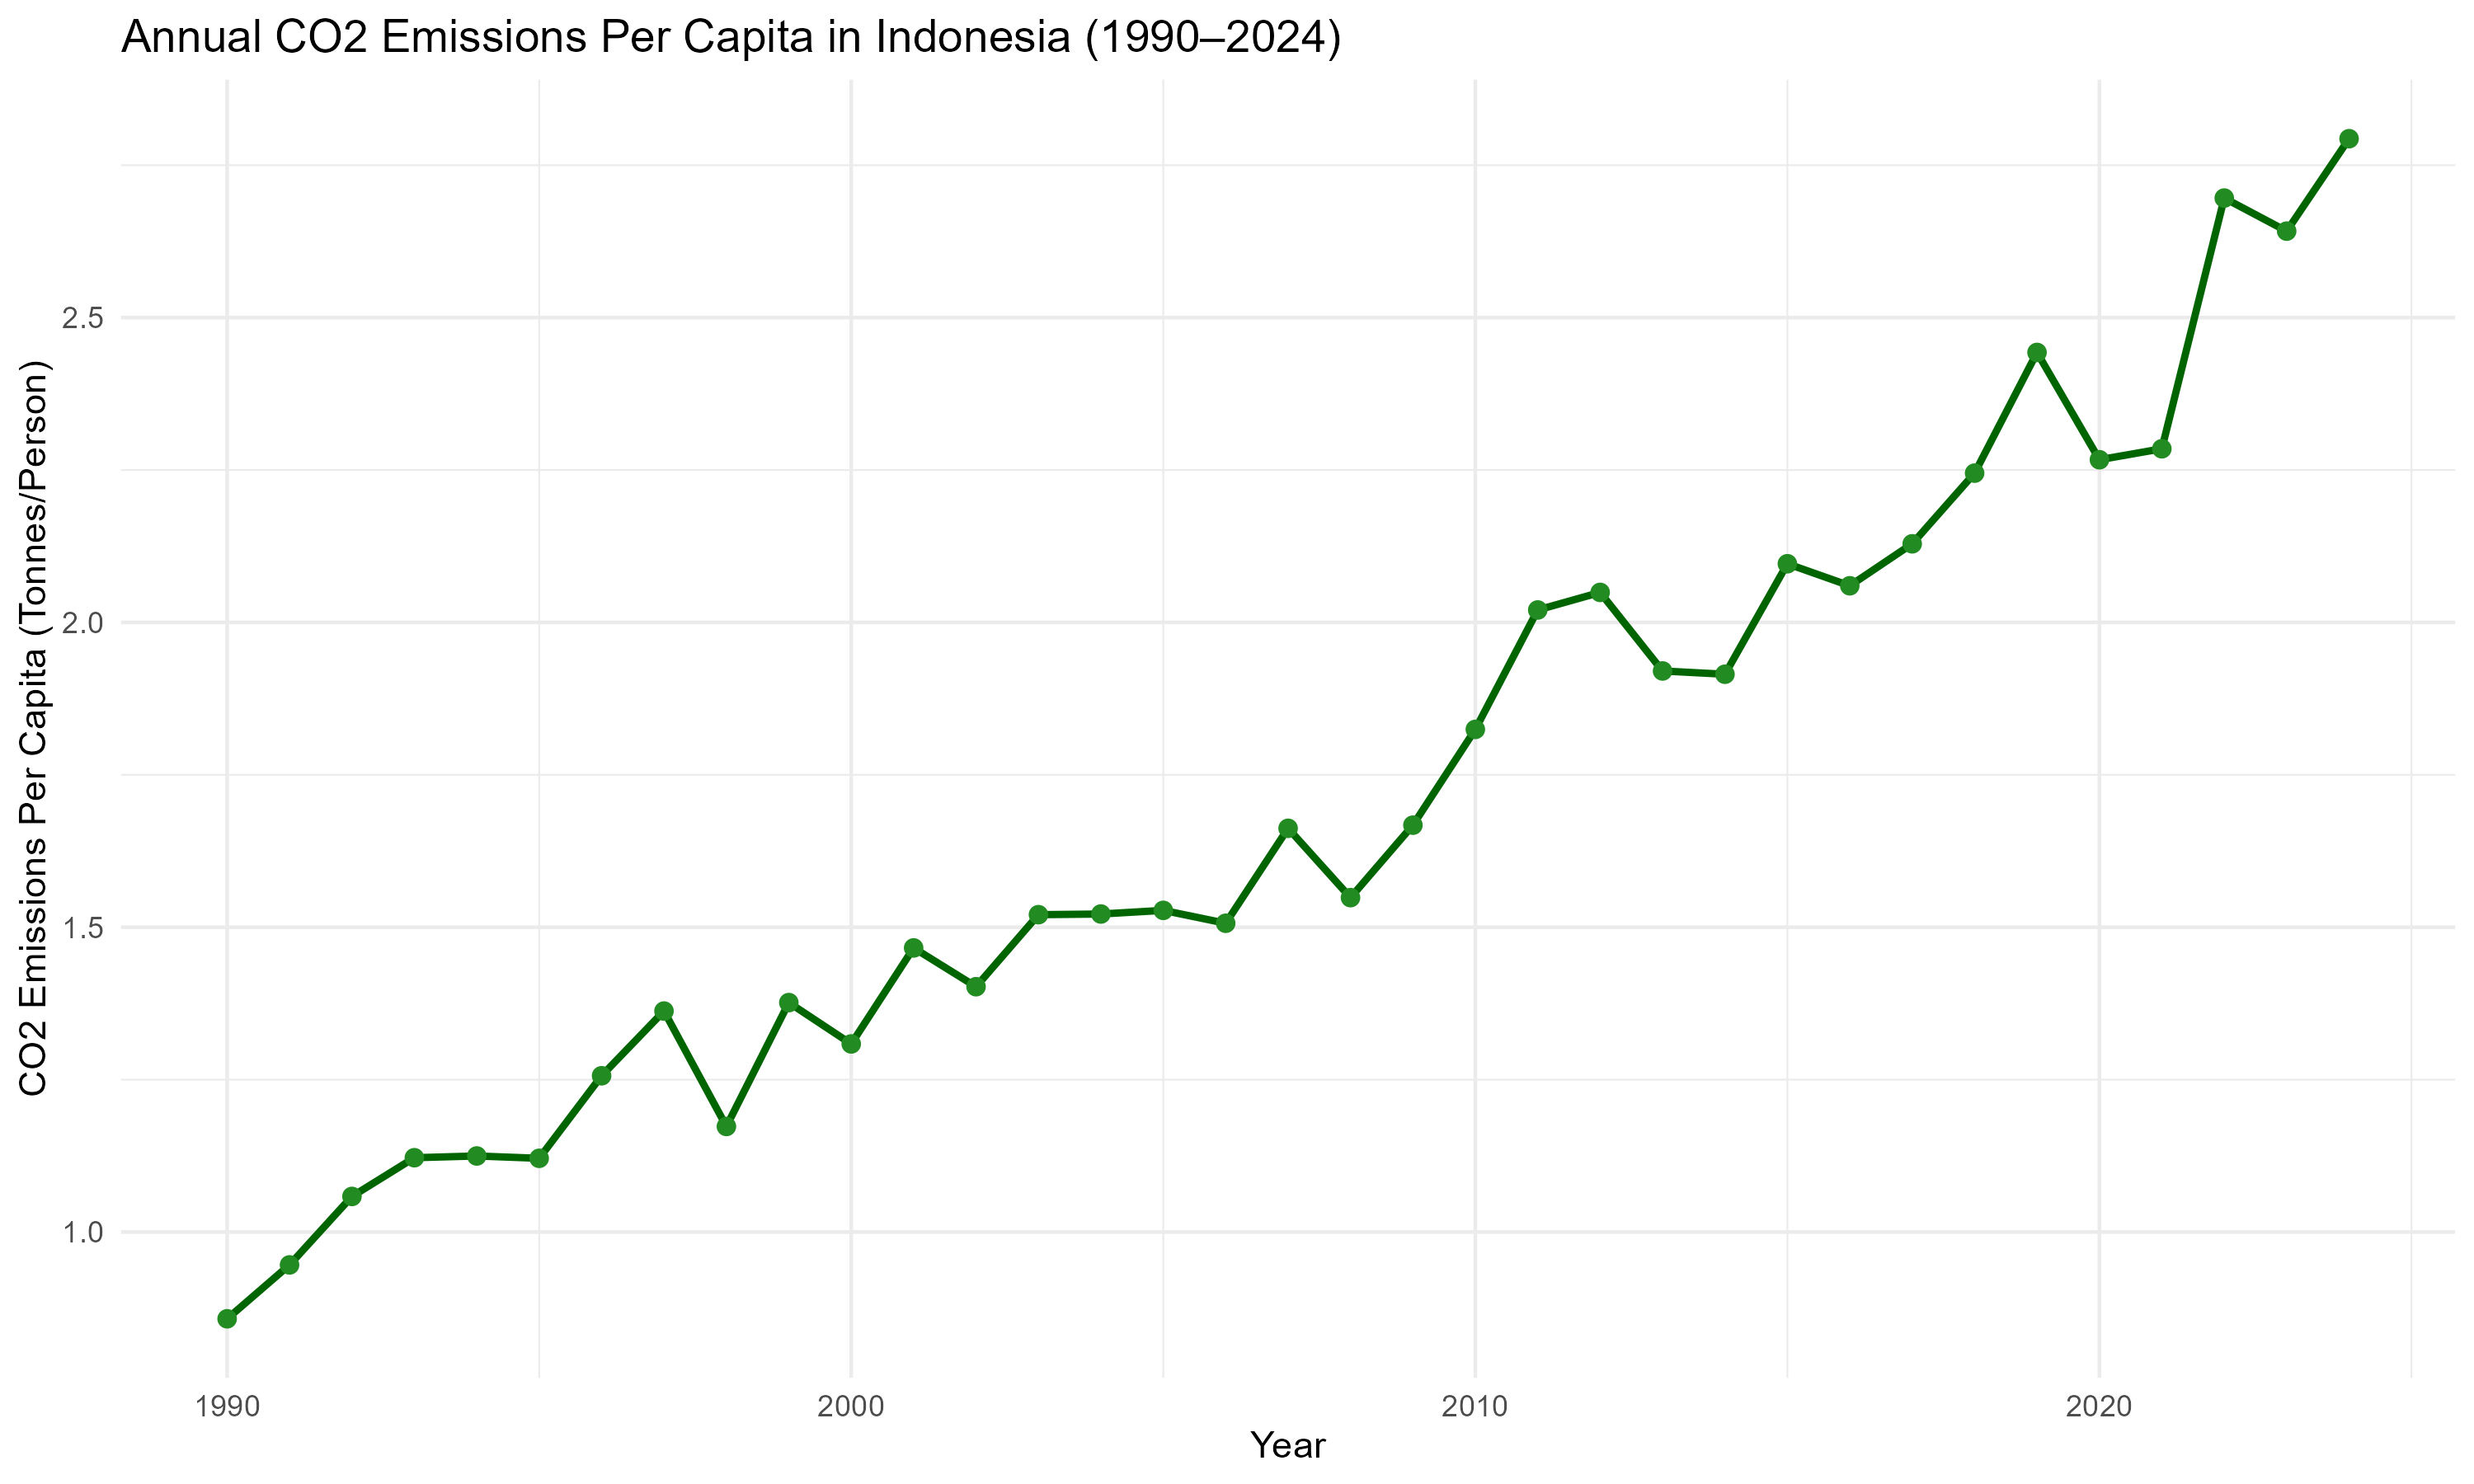 Annual CO2 Emissions Per Capita in Indonesia (1990–2024)
CO2 Emissions Per Capita (Tonnes/Person)
2.5
2.0
1.5
1.0
1990
2000
2010
2020
Year